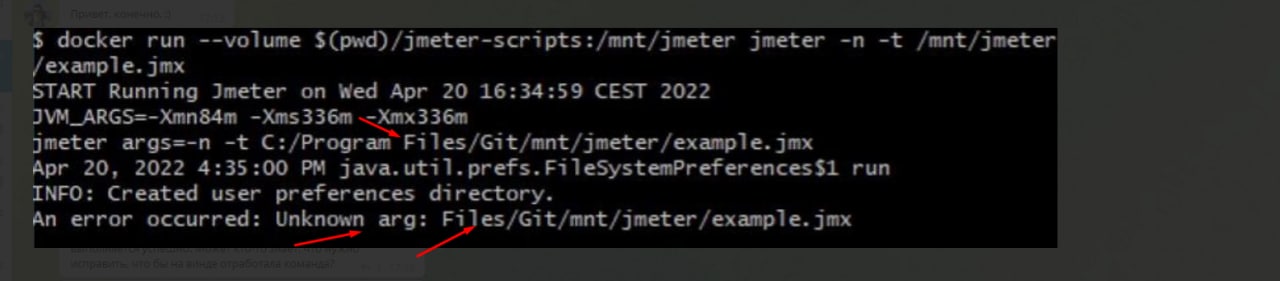 Привет, конечно. :)
$ docker run --volume $(pwd)/jmeter-scripts:/mnt/jmeter jmeter -n -t /mnt/jmeter
/example.jmx
START Running Jmeter on Wed Apr 20 16:34:59 CEST 2022
JVM_ARGS=-Xmn84m -Xms336m -Xmx336m
jmeter args=-n -t C:/Program Files/Git/mnt/jmeter/example.jmx
Apr 20, 2022 4:35:00 PM java.util.prefs.FileSystemPreferences$1 run
INFO: Created user preferences directory.
An error occurred: Unknown arg: Files/Git/mnt/jmeter/example.jmx
исправить, что бы на винде отработала команда?